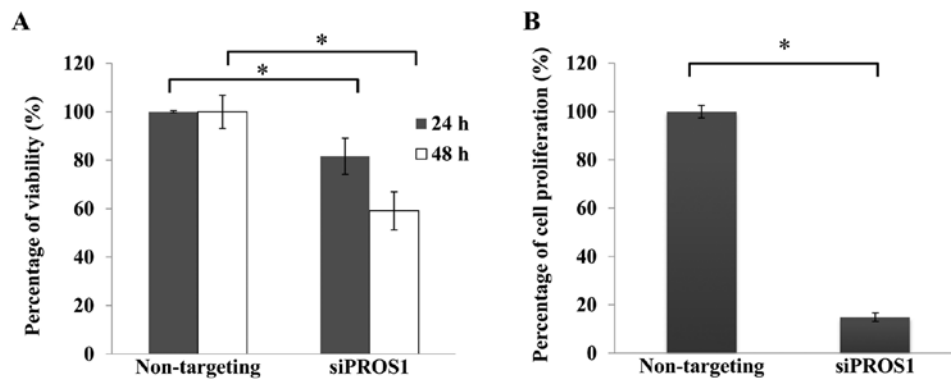 A
Percentage of viability (%)
120
100
80
60
40
20
0
*
*
24 h
48 h
Non-targeting siPROS1
B
Percentage of cell proliferation (%)
120
100
80
60
40
20
0
*
Non-targeting siPROS1